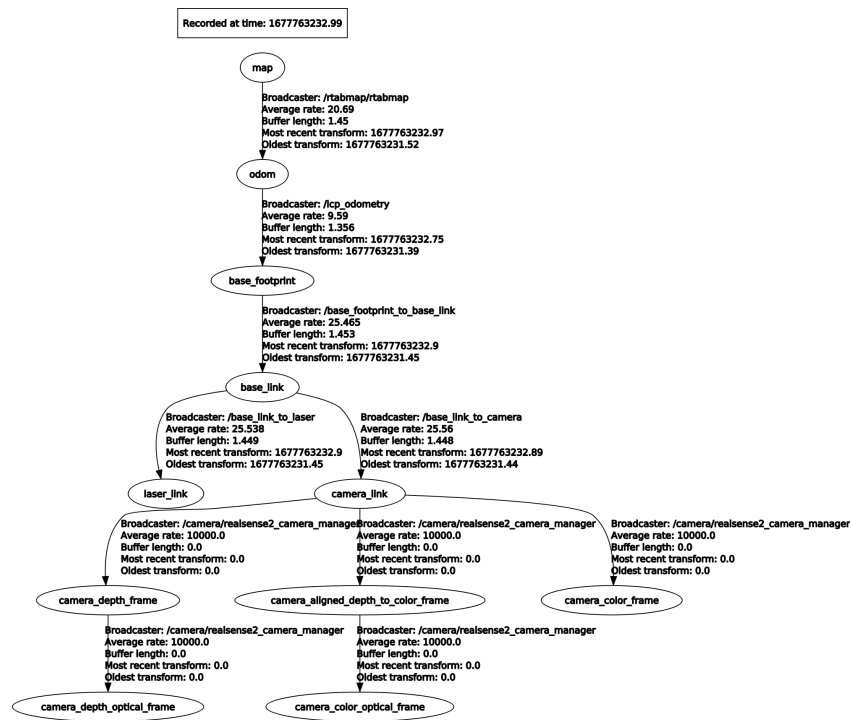 Recorded at time: 1677763232.99
map
Broadcaster: /rtabmap/rtabmap
Average rate: 20.69
Buffer length: 1.45
Most recent transform: 1677763232.97
Oldest transform: 1677763231.52
odom
Broadcaster: /icp_odometry
Average rate: 9.59
Buffer length: 1.356
Most recent transform: 1677763232.75
Oldest transform: 1677763231.39
base_footprint
Broadcaster: /base_footprint_to_base_link
Average rate: 25.465
Buffer length: 1.453
Most recent transform: 1677763232.9
Oldest transform: 1677763231.45
base_link
Broadcaster: /base_link_to_laser
Average rate: 25.538
Buffer length: 1.449
Most recent transform: 1677763232.9
Oldest transform: 1677763231.45
Broadcaster: /base_link_to_camera
Average rate: 25.56
Buffer length: 1.448
Most recent transform: 1677763232.89
Oldest transform: 1677763231.44
laser_link
camera_link
Broadcaster: /camera/realsense2_camera_manager
Average rate: 10000.0
Buffer length: 0.0
Most recent transform: 0.0
Oldest transform: 0.0
Broadcaster: /camera/realsense2_camera_manager
Average rate: 10000.0
Buffer length: 0.0
Most recent transform: 0.0
Oldest transform: 0.0
Broadcaster: /camera/realsense2_camera_manager
Average rate: 10000.0
Buffer length: 0.0
Most recent transform: 0.0
Oldest transform: 0.0
camera_depth_frame
camera_aligned_depth_to_color_frame
camera_color_frame
Broadcaster: /camera/realsense2_camera_manager
Average rate: 10000.0
Buffer length: 0.0
Most recent transform: 0.0
Oldest transform: 0.0
Broadcaster: /camera/realsense2_camera_manager
Average rate: 10000.0
Buffer length: 0.0
Most recent transform: 0.0
Oldest transform: 0.0
camera_depth_optical_frame
camera_color_optical_frame